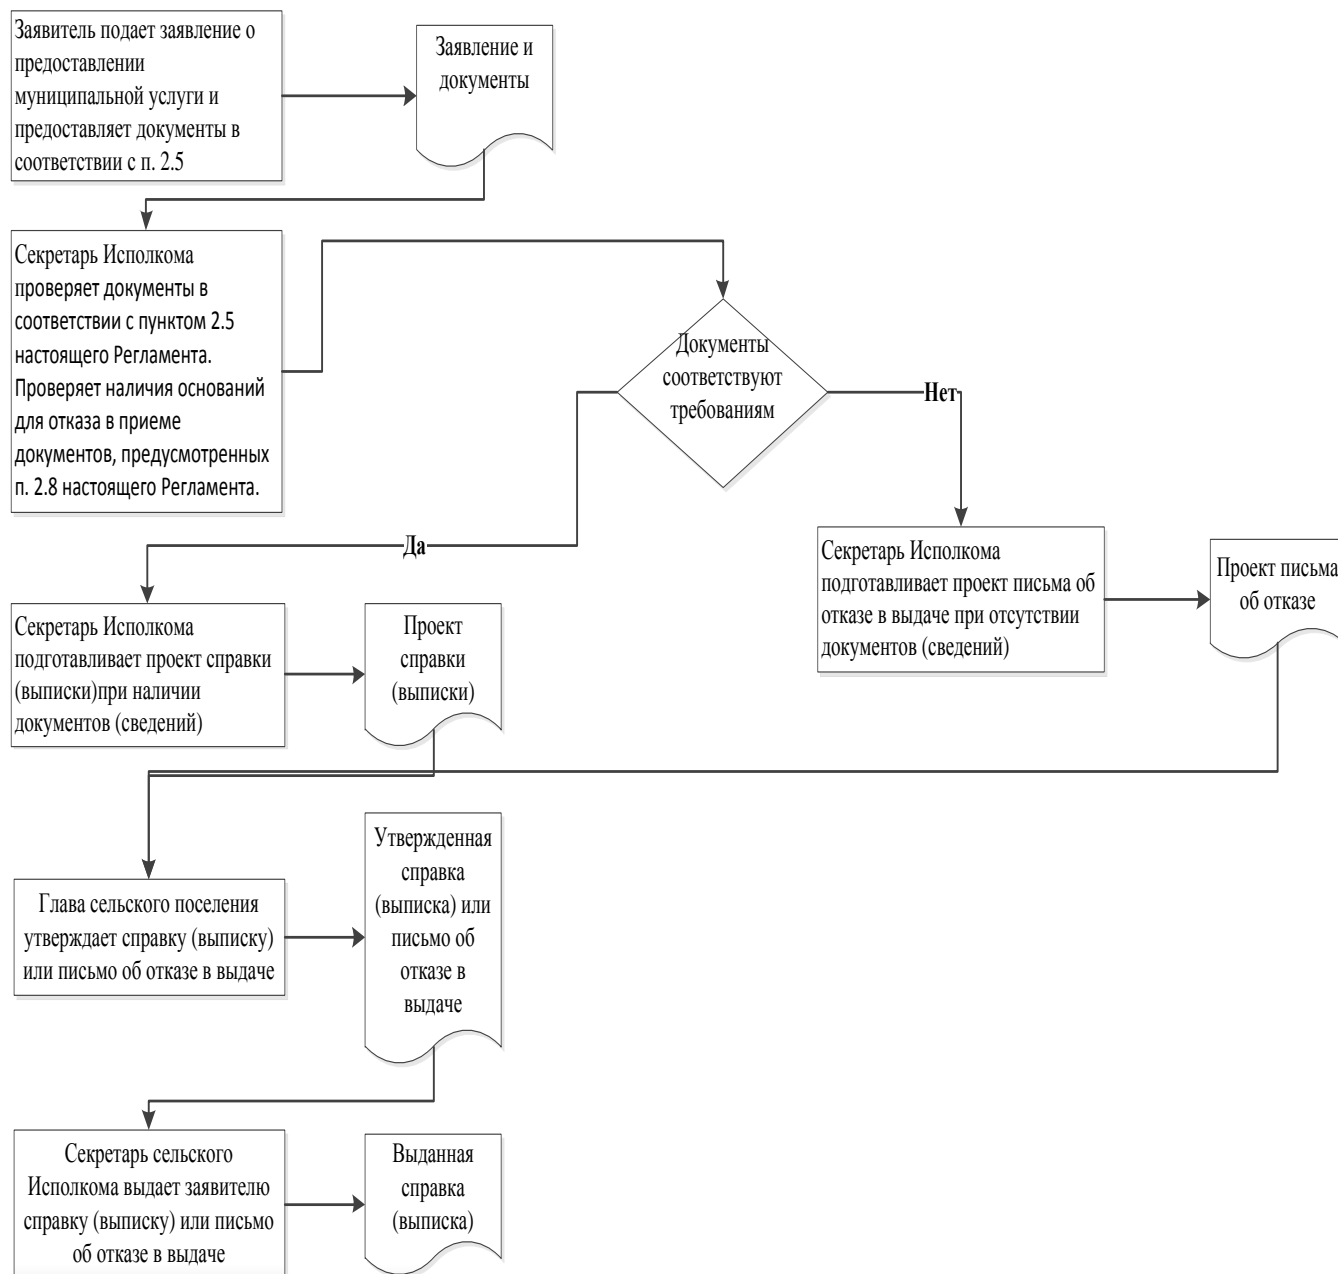 Заявитель подает заявление о
предоставлении
муниципальной услуги и
предоставляет документы в
соответствии с п. 2.5
Заявление и
документы
Секретарь Исполкома
проверяет документы в
соответствии с пунктом 2.5
настоящего Регламента.
Проверяет наличия оснований
для отказа в приеме
документов, предусмотренных
п. 2.8 настоящего Регламента.
Документы
соответствуют
требованиям
Нет
Да
Секретарь Исполкома
подготавливает проект письма об
отказе в выдаче при отсутствии
документов (сведений)
Проект письма
об отказе
Секретарь Исполкома
подготавливает проект справки
(выписки)при наличии
документов (сведений)
Проект
справки
(выписки)
Глава сельского поселения
утверждает справку (выписку)
или письмо об отказе в выдаче
Утвержденная
справка
(выписка) или
письмо об
отказе в
выдаче
Секретарь сельского
Исполкома выдает заявителю
справку (выписку) или письмо
об отказе в выдаче
Выданная
справка
(выписка)